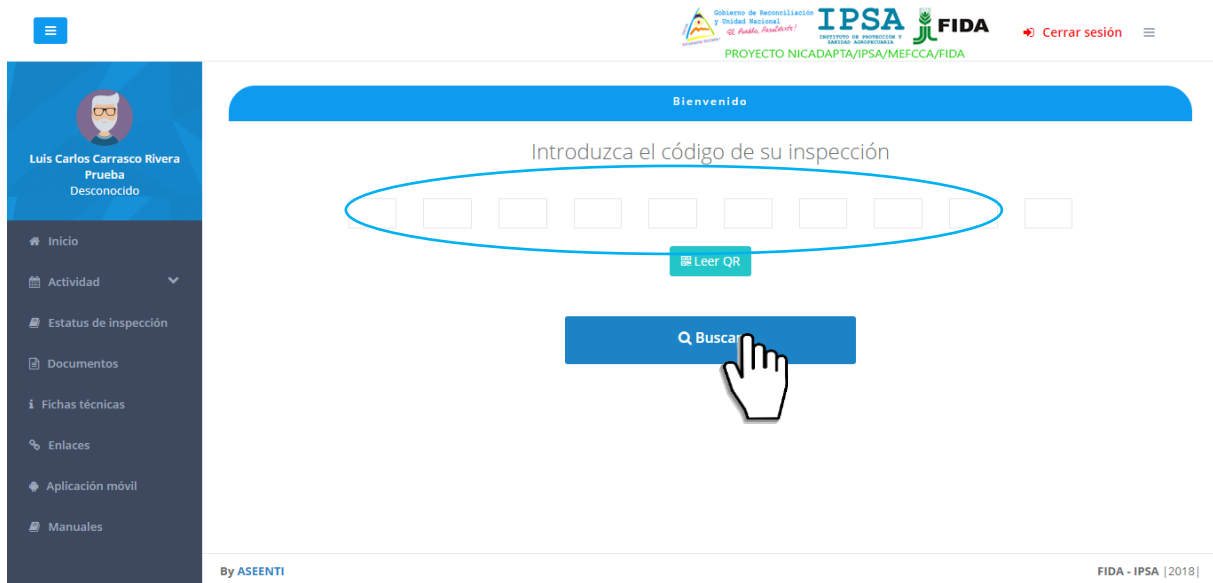 Gobierno de Reconciliación
y Unidad Nacional
El Pueblo, Presidente!
IPSA
INSTITUTO DE PROTECCIÓN Y
SANIDAD AGROPECUARIA
FIDA
PROYECTO NICADAPTA/IPSA/MEFCCA/FIDA
Cerrar sesión
Luis Carlos Carrasco Rivera
Prueba
Desconocido
Inicio
Actividad
Estatus de inspección
Documentos
Fichas técnicas
Enlaces
Aplicación móvil
Manuales
Bienvenido
Introduzca el código de su inspección
Leer QR
Buscar
By ASEENTI
FIDA - IPSA |2018|